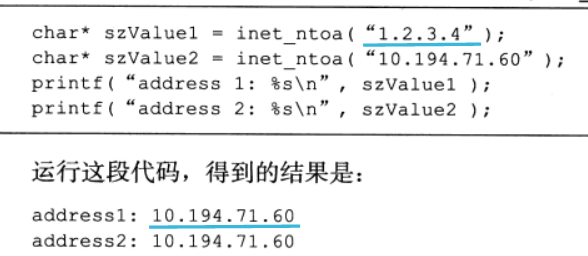 char* szValue1 = inet_ntoa( “1.2.3.4” );
char* szValue2 = inet_ntoa( “10.194.71.60” );
printf( “address 1: %s\n”, szValue1 );
printf( “address 2: %s\n”, szValue2 );
运行这段代码，得到的结果是：
address1: 10.194.71.60
address2: 10.194.71.60